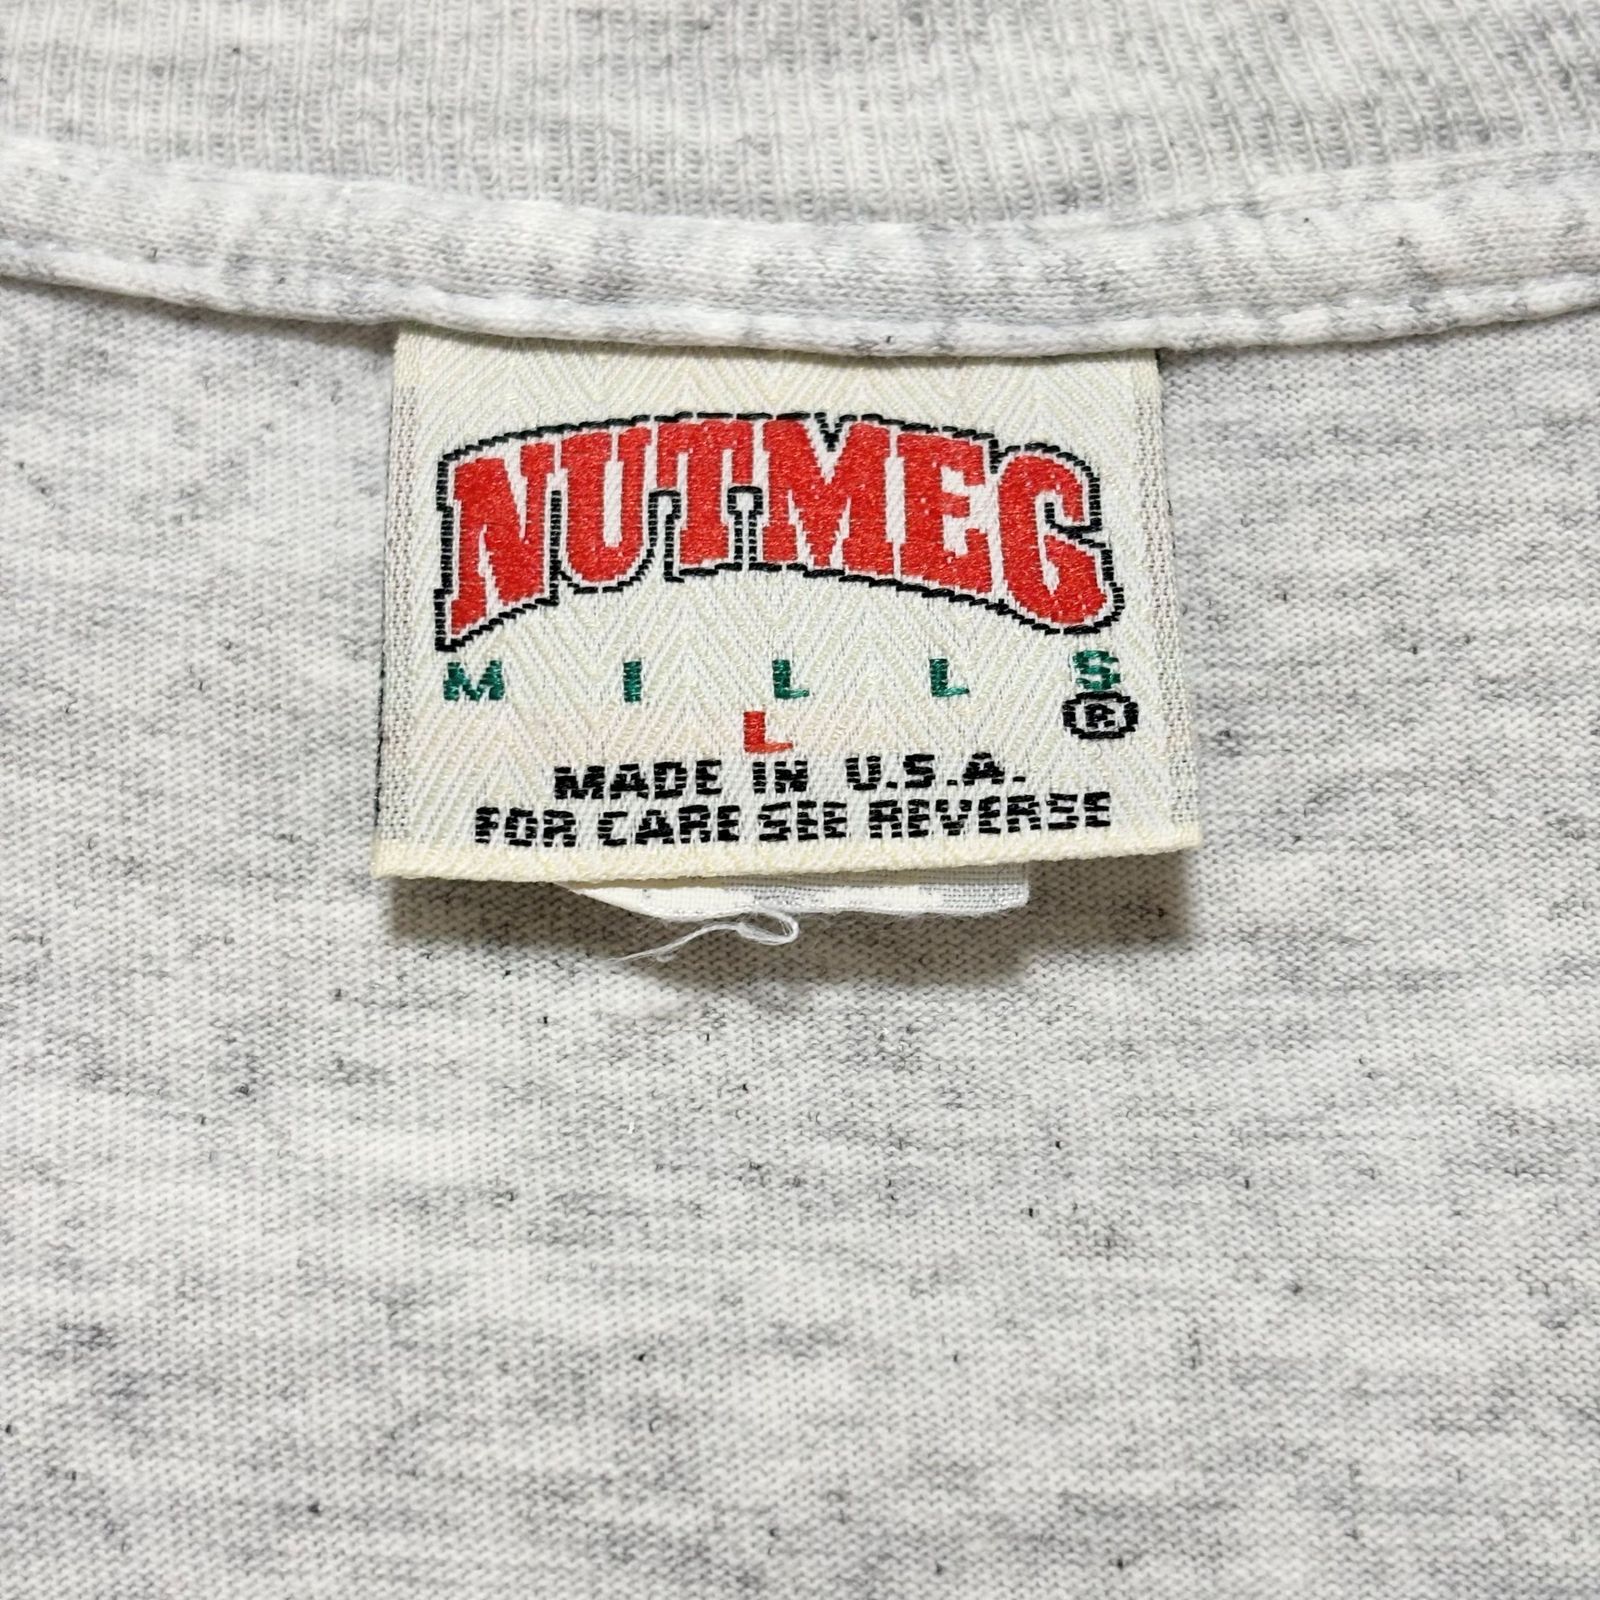 NUTMEG
MILLS
®
L
MADE IN U.S.A.
FOR CARE SEE REVERSE